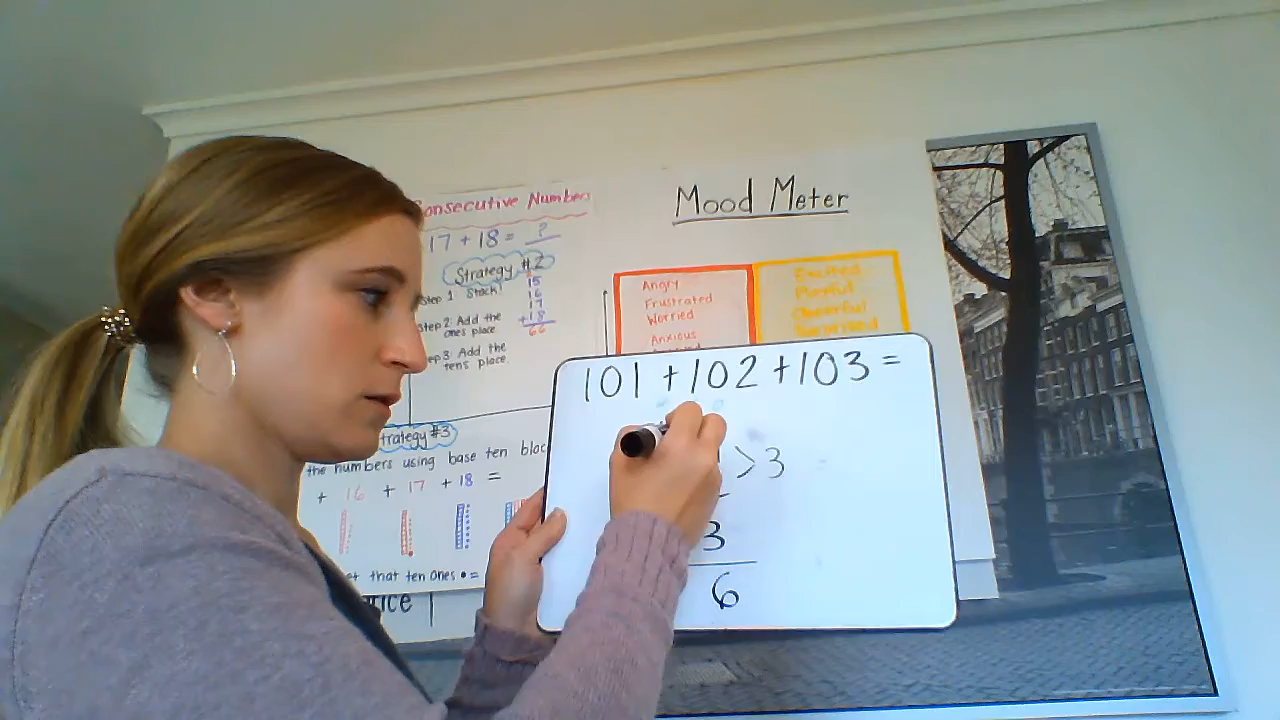 Consecutive Numbers
17 + 18 = ?
Strategy #2
Step 1: Stack!
Step 2: Add the
ones place
Step 3: Add the
tens place
15
16
17
+18
66
Strategy #3
the numbers using base ten
+ 16 + 17 + 18 =
that ten ones • =
Mood Meter
Angry
Frustrated
Worried
Anxious
Excited
Playful
Cheerful
Surprised
101 + 102 + 103 =
> 3
3
6